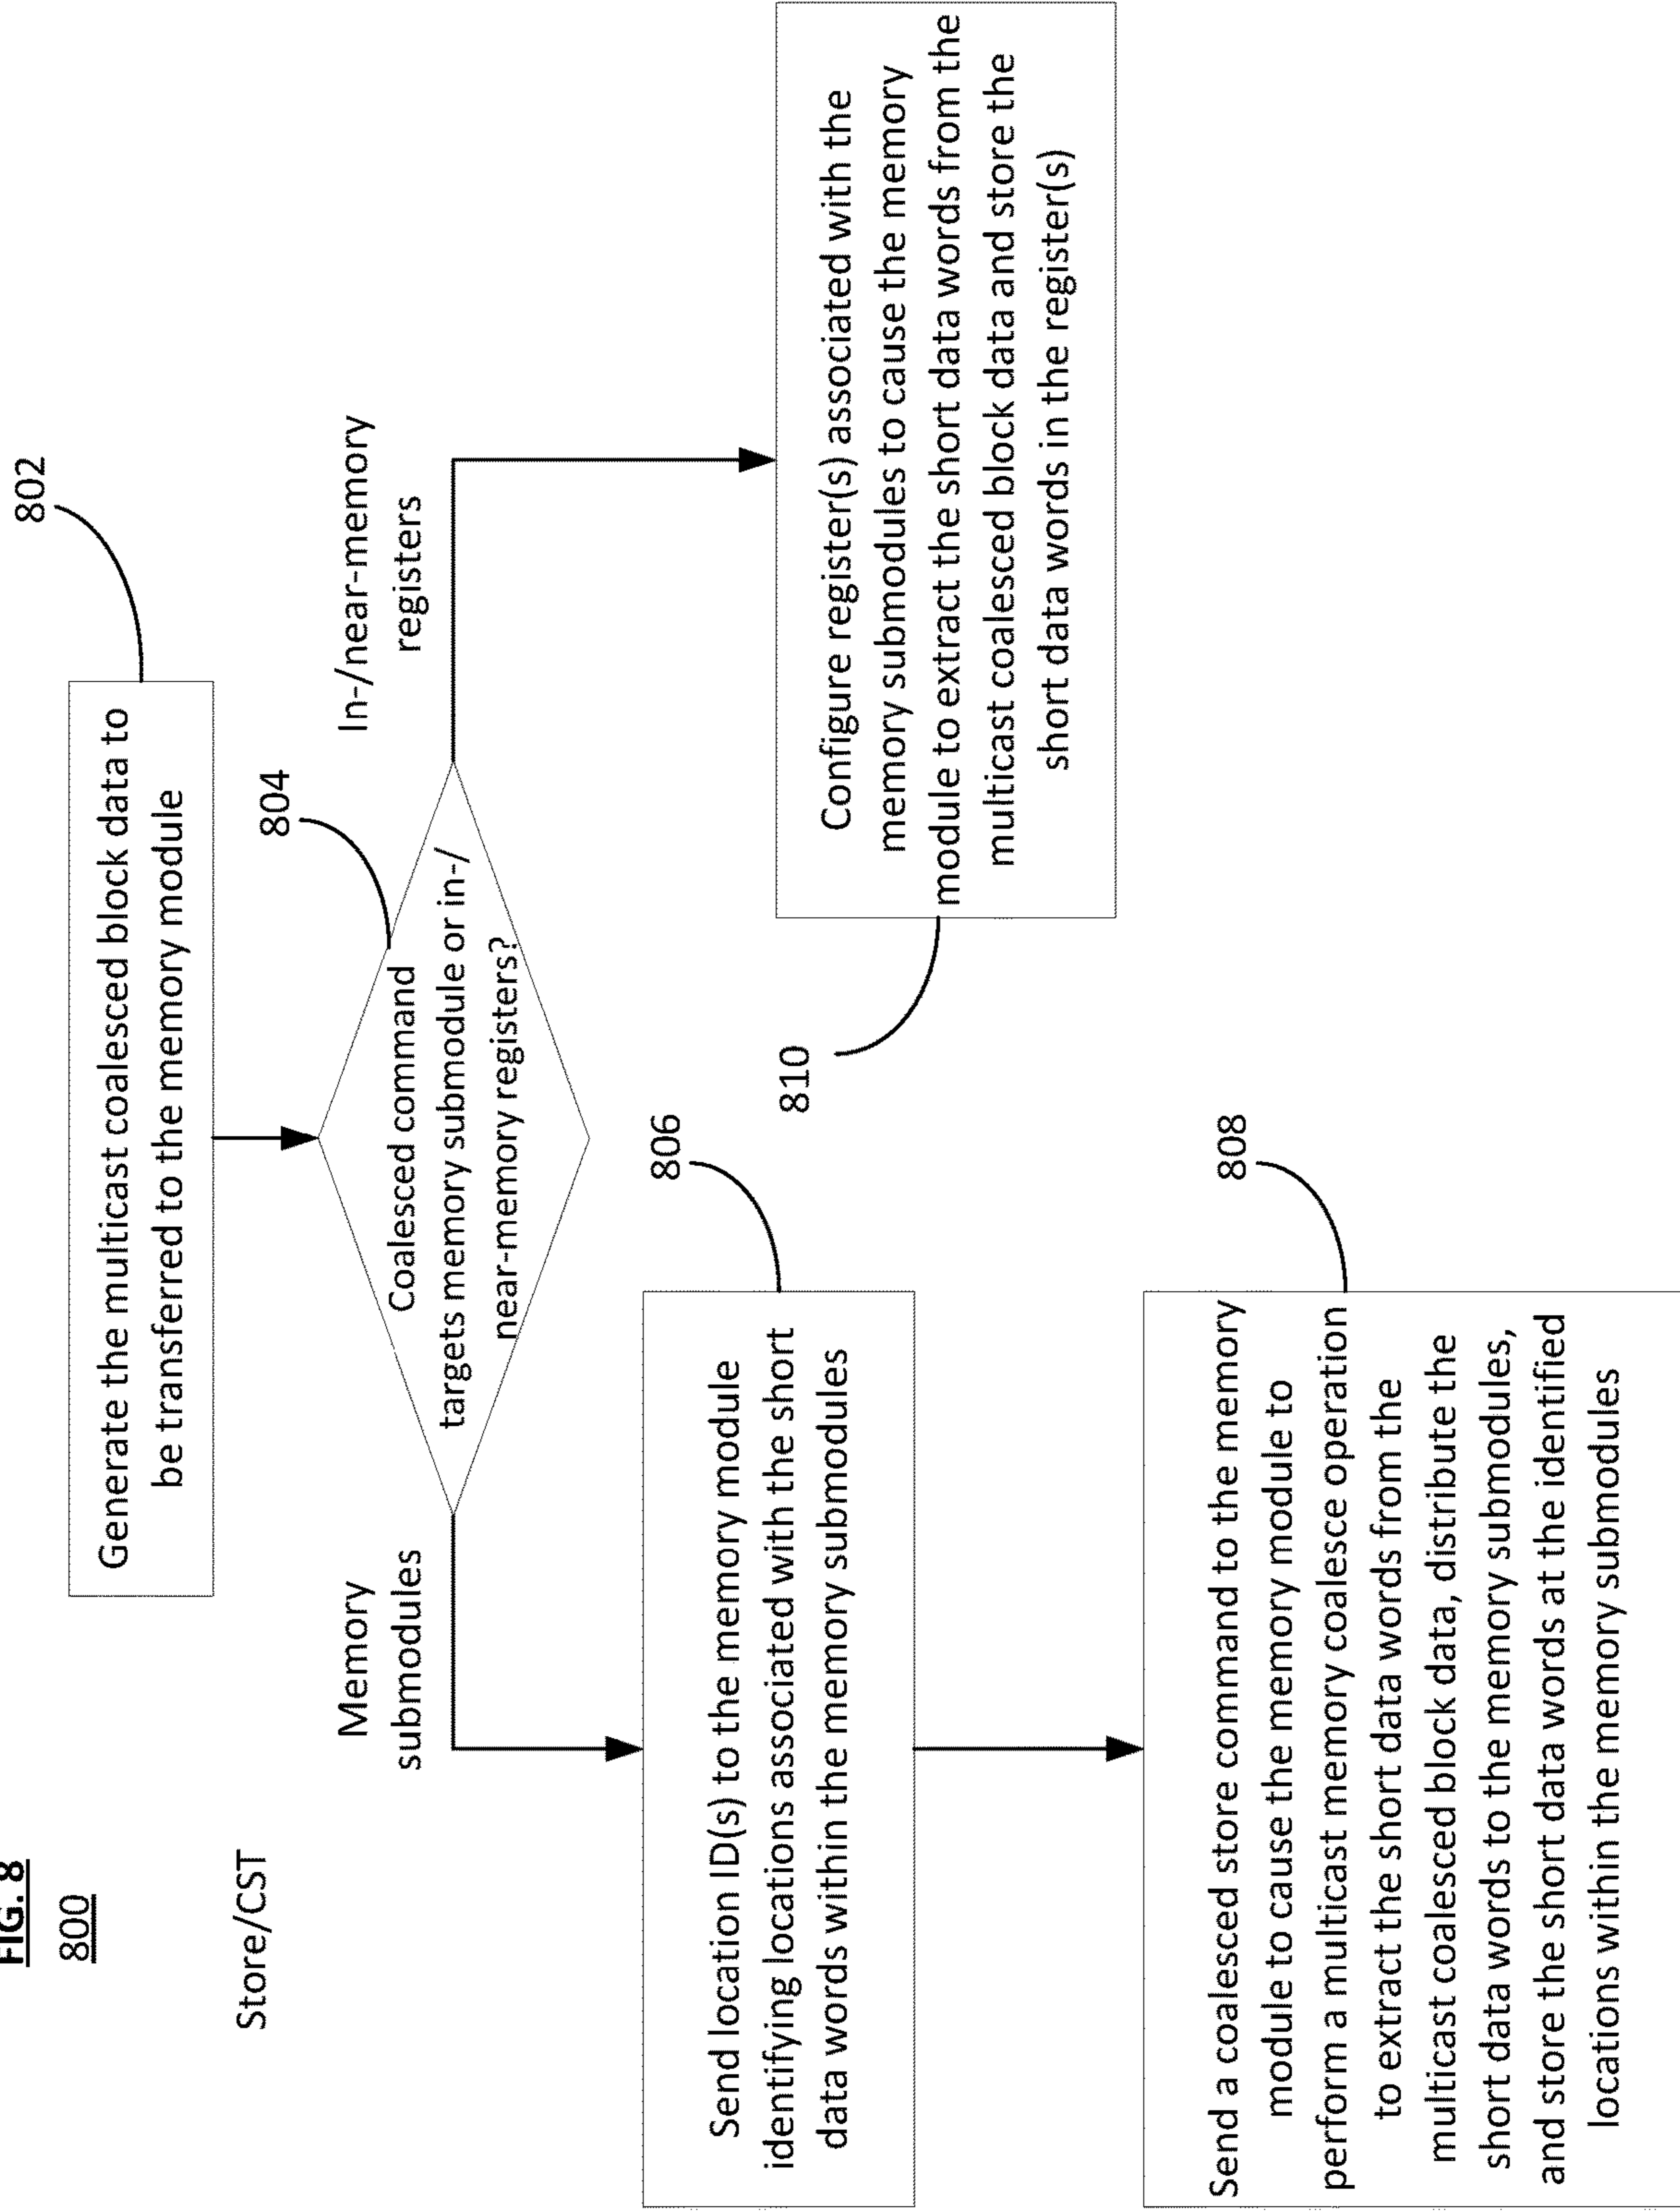 FIG. 8
800
Store/CST
802
Generate the multicast coalesced block data to
be transferred to the memory module
804
Coalesced command
targets memory submodule or in-/
near-memory registers?
Memory
submodules
In-/near-memory
registers
806
Send location ID(s) to the memory module
identifying locations associated with the short
data words within the memory submodules
810
Configure register(s) associated with the
memory submodules to cause the memory
module to extract the short data words from the
multicast coalesced block data and store the
short data words in the register(s)
808
Send a coalesced store command to the memory
module to cause the memory module to
perform a multicast memory coalesce operation
to extract the short data words from the
multicast coalesced block data, distribute the
short data words to the memory submodules,
and store the short data words at the identified
locations within the memory submodules